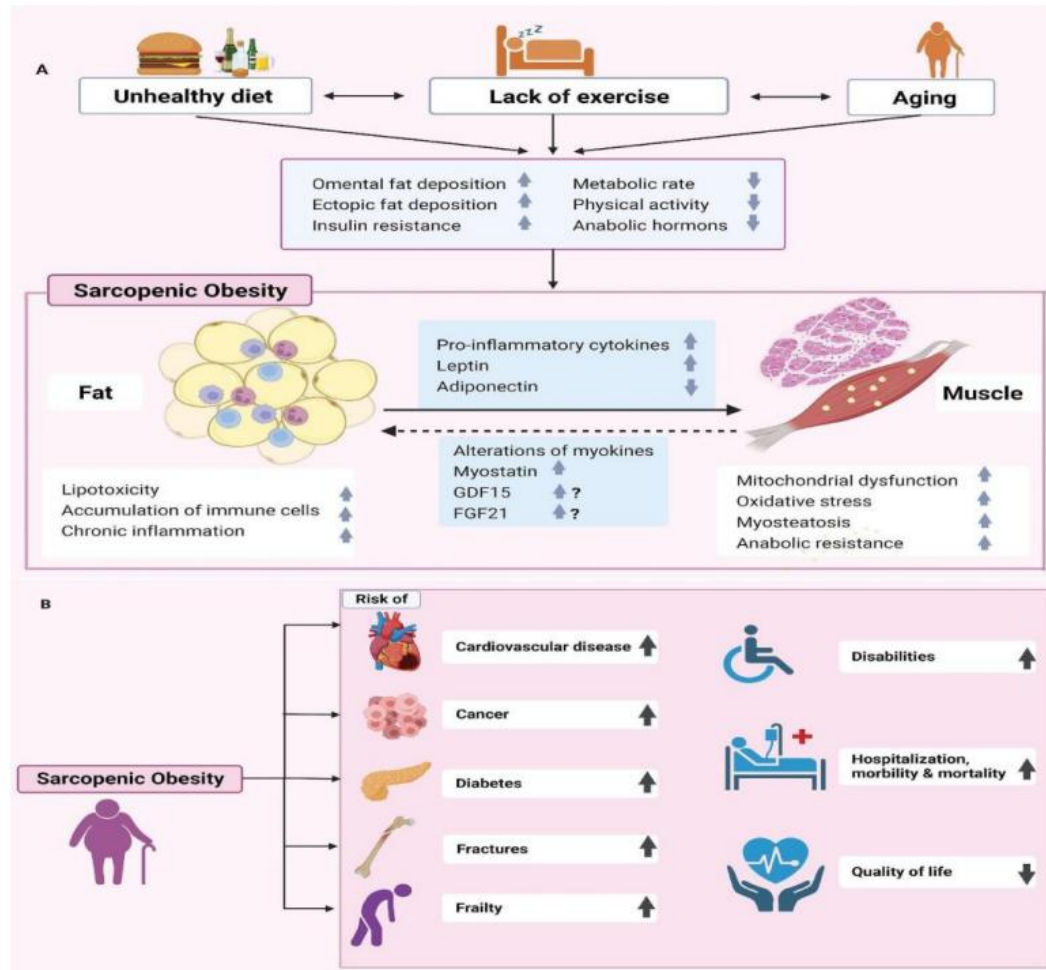 A
zzz
Unhealthy diet
Lack of exercise
Aging
Omental fat deposition
Ectopic fat deposition
Insulin resistance
Metabolic rate
Physical activity
Anabolic hormons
Sarcopenic Obesity
Fat
Pro-inflammatory cytokines
Leptin
Adiponectin
Muscle
Alterations of myokines
Myostatin
GDF15 ?
FGF21 ?
Lipotoxicity
Accumulation of immune cells
Chronic inflammation
Mitochondrial dysfunction
Oxidative stress
Myosteatosis
Anabolic resistance
B
Sarcopenic Obesity
Risk of
Cardiovascular disease
Cancer
Diabetes
Fractures
Frailty
Disabilities
Hospitalization,
morbility & mortality
Quality of life